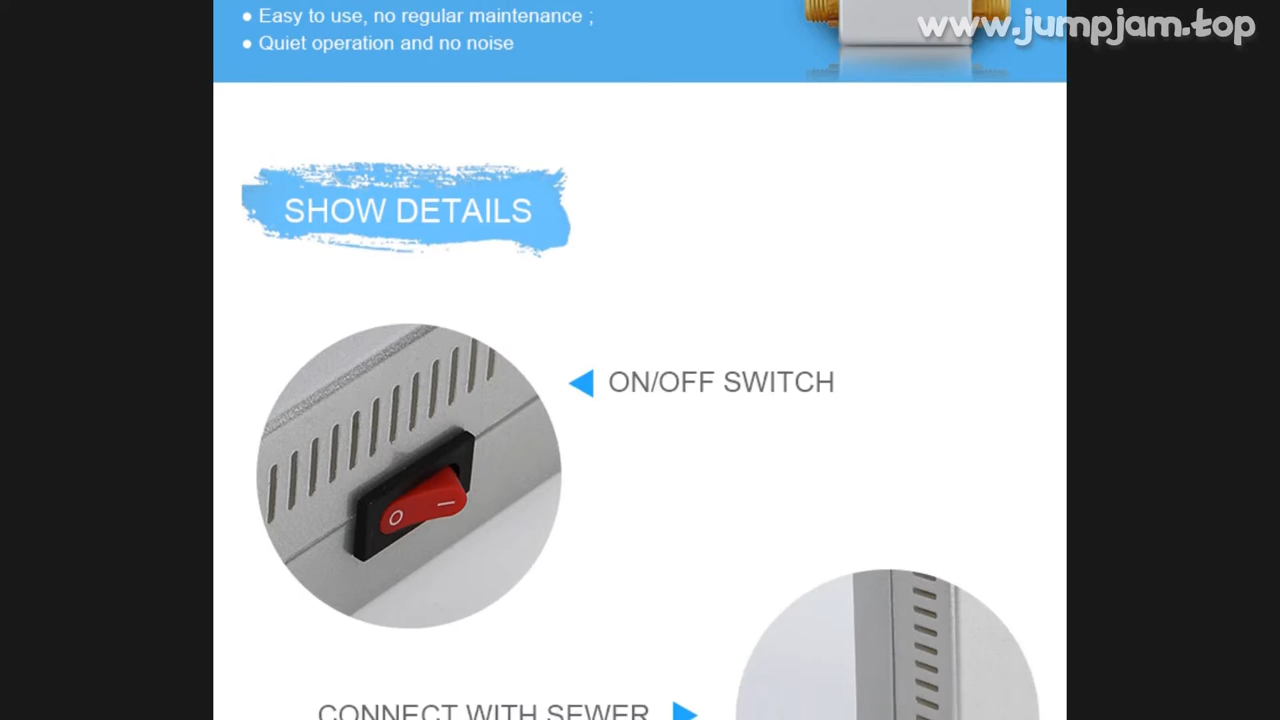 ● Easy to use, no regular maintenance ;
www.jumpjam.top
● Quiet operation and no noise
SHOW DETAILS
ON/OFF SWITCH
CONNECT WITH SEWER